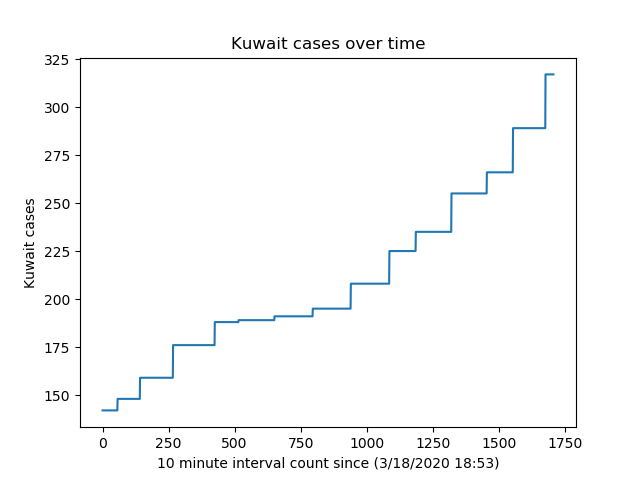 Kuwait cases over time
325
300
275
250
225
200
175
150
Kuwait cases
0 250 500 750 1000 1250 1500 1750
10 minute interval count since (3/18/2020 18:53)